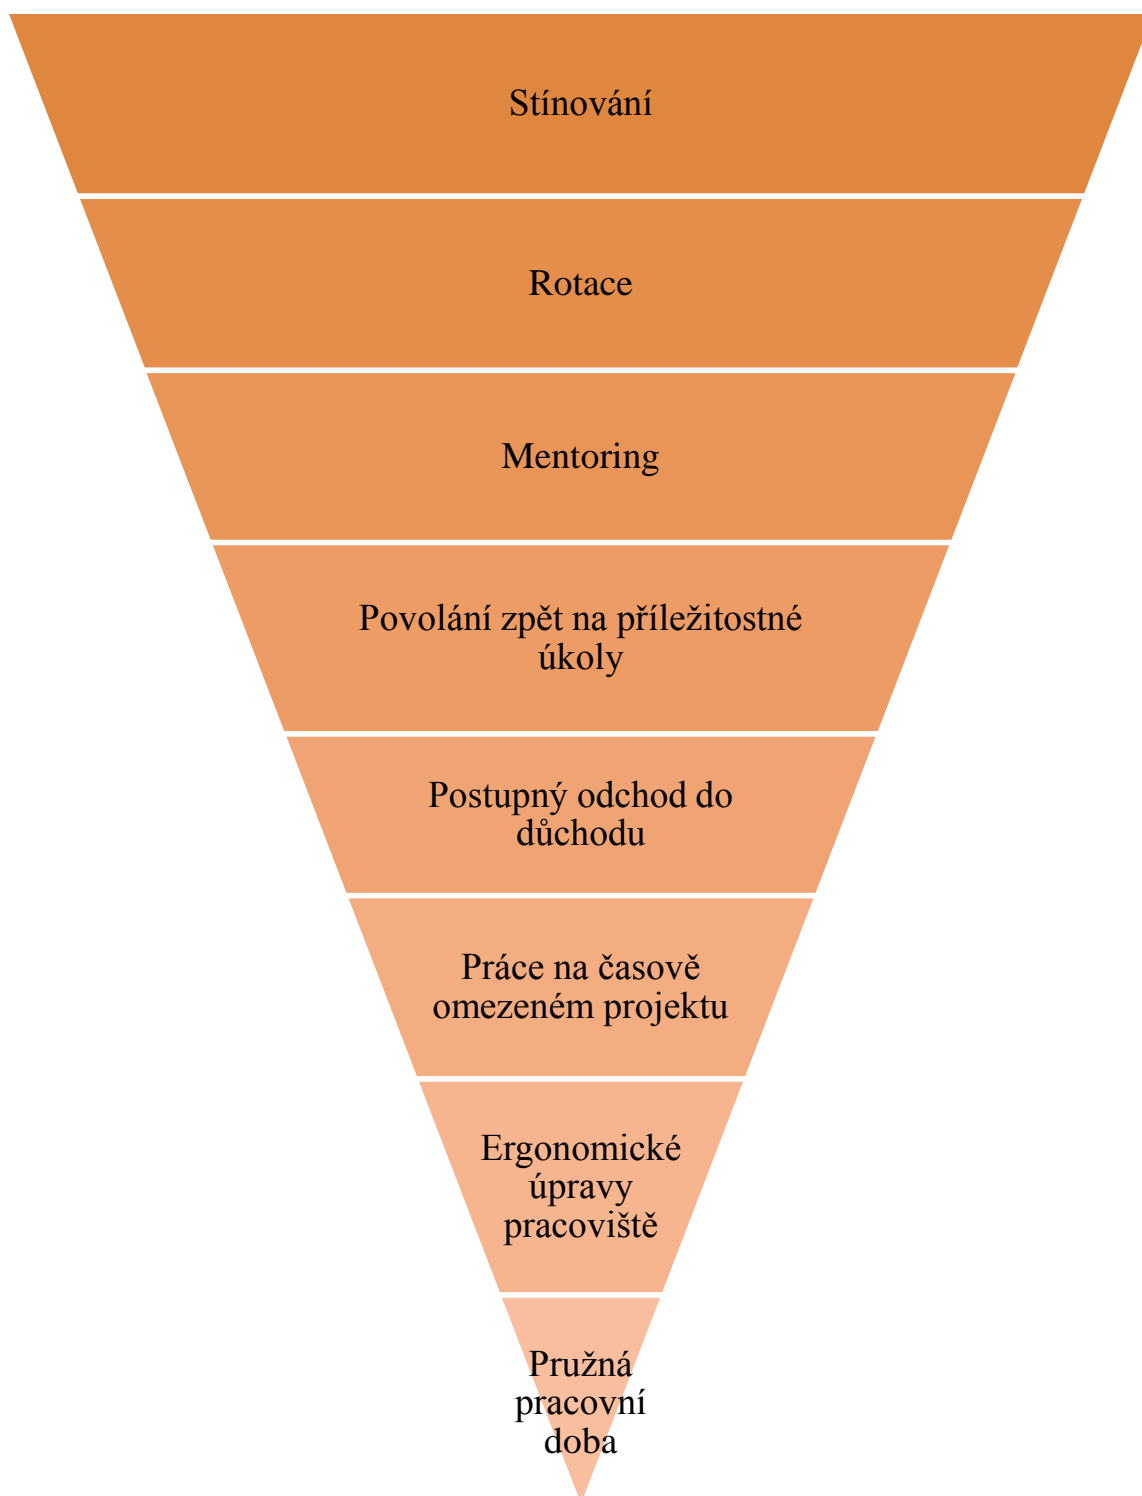 Stínování
Rotace
Mentoring
Povolání zpět na příležitostné
úkoly
Postupný odchod do
důchodu
Práce na časově
omezeném projektu
Ergonomické
úpravy
pracoviště
Pružná
pracovní
doba